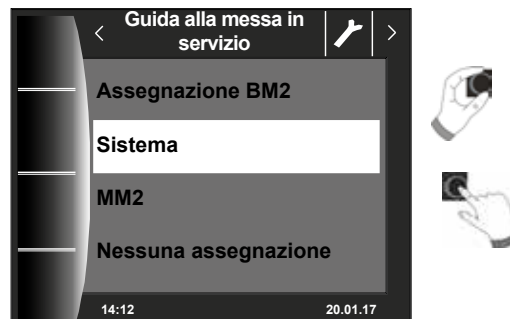 Guida alla messa in
servizio
Assegnazione BM2
Sistema
MM2
Nessuna assegnazione
14:12 20.01.17